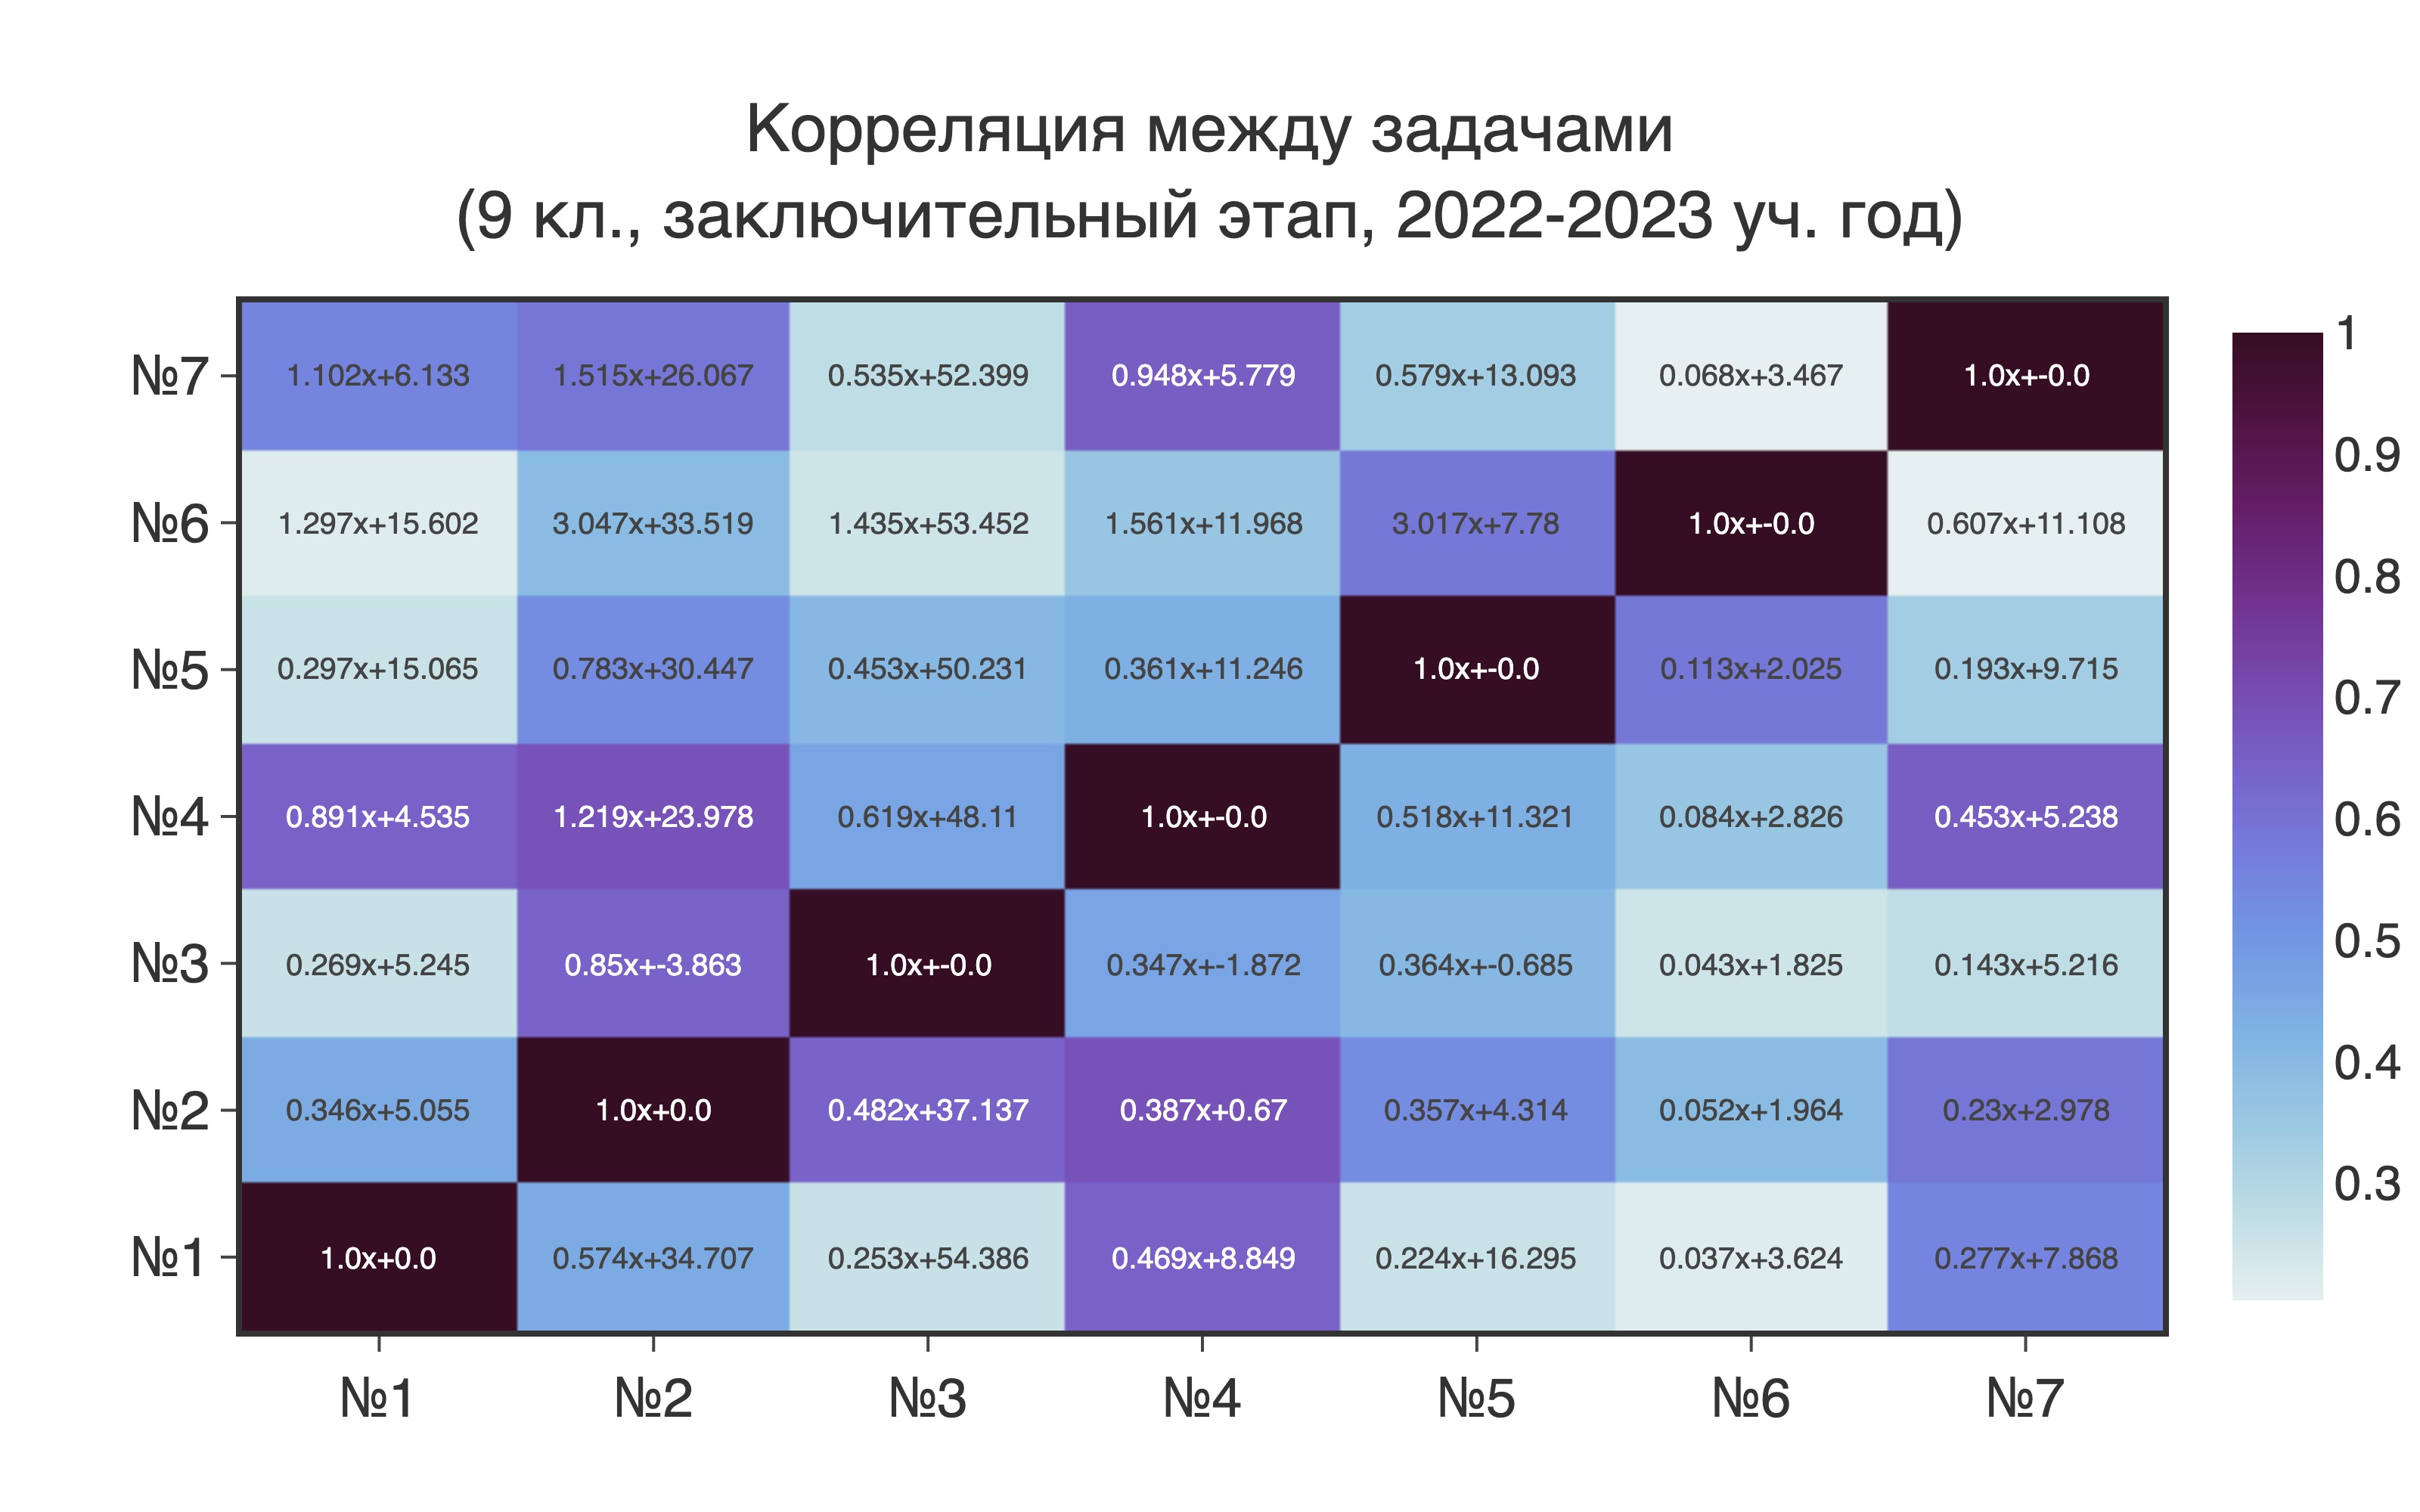 Корреляция между задачами
(9 кл., заключительный этап, 2022-2023 уч. год)
№7 1.102x+6.133 1.515x+26.067 0.535x+52.399 0.948x+5.779 0.579x+13.093 0.068x+3.467 1.0x+-0.0
№6 1.297x+15.602 3.047x+33.519 1.435x+53.452 1.561x+11.968 3.017x+7.78 1.0x+-0.0 0.607x+11.108
№5 0.297x+15.065 0.783x+30.447 0.453x+50.231 0.361x+11.246 1.0x+-0.0 0.113x+2.025 0.193x+9.715
№4 0.891x+4.535 1.219x+23.978 0.619x+48.11 1.0x+-0.0 0.518x+11.321 0.084x+2.826 0.453x+5.238
№3 0.269x+5.245 0.85x+-3.863 1.0x+-0.0 0.347x+-1.872 0.364x+-0.685 0.043x+1.825 0.143x+5.216
№2 0.346x+5.055 1.0x+0.0 0.482x+37.137 0.387x+0.67 0.357x+4.314 0.052x+1.964 0.23x+2.978
№1 1.0x+0.0 0.574x+34.707 0.253x+54.386 0.469x+8.849 0.224x+16.295 0.037x+3.624 0.277x+7.868
№1 №2 №3 №4 №5 №6 №7
1
0.9
0.8
0.7
0.6
0.5
0.4
0.3